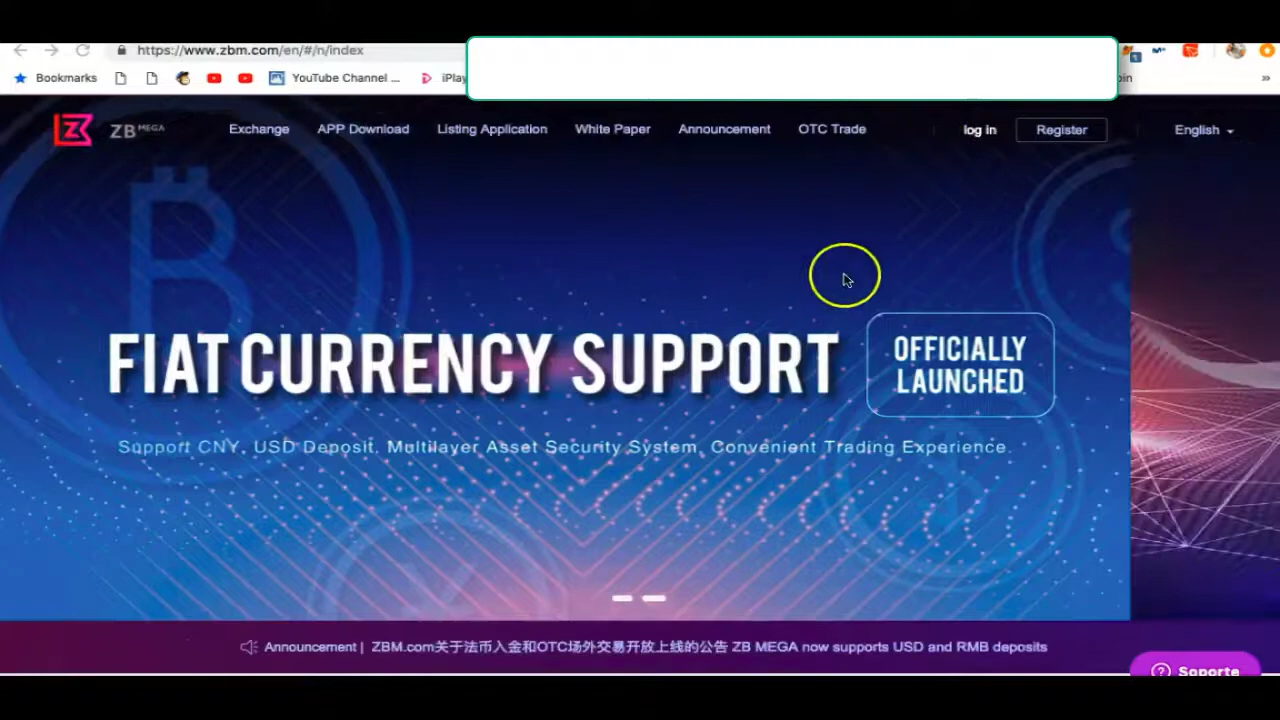 https://www.zbm.com/en/#/n/index
Bookmarks
YouTube Channel ...
iPlay
oin
»
ZB MEGA
Exchange
APP Download
Listing Application
White Paper
Announcement
OTC Trade
log in
Register
English
FIAT CURRENCY SUPPORT
OFFICIALLY
LAUNCHED
Support CNY, USD Deposit, Multilayer Asset Security System, Convenient Trading Experience.
Announcement | ZBM.com关于法币入金和OTC场外交易开放上线的公告 ZB MEGA now supports USD and RMB deposits
Soporte